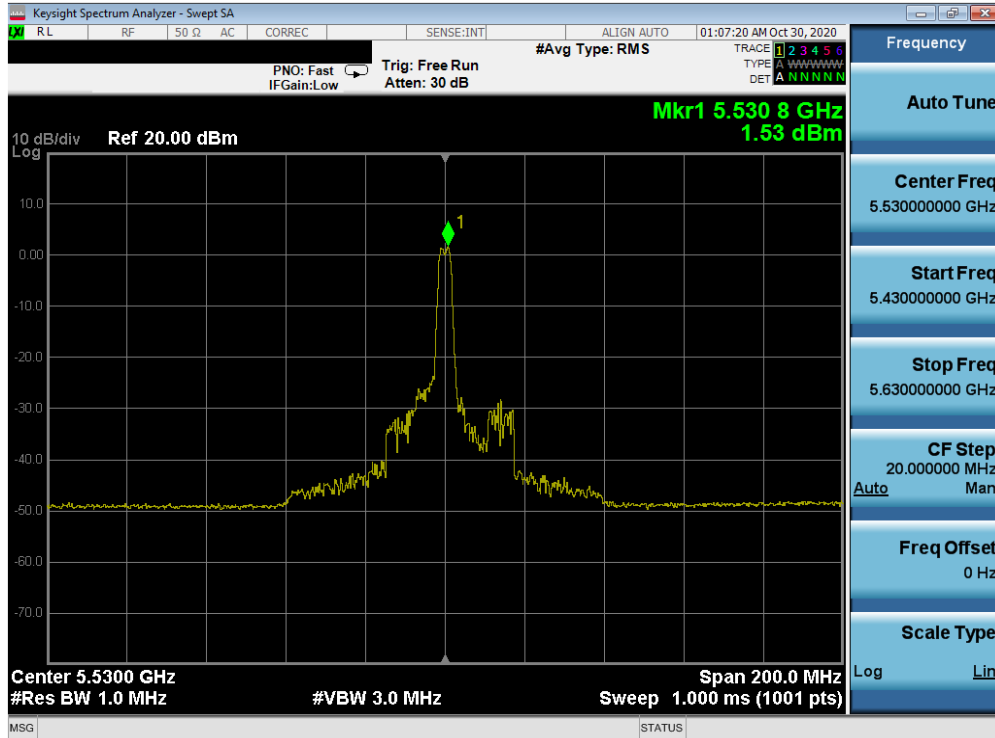 Keysight Spectrum Analyzer - Swept SA
LXI RL RF 50 Ω AC CORREC SENSE:INT ALIGN AUTO 01:07:20 AM Oct 30, 2020
PNO: Fast
IFGain:Low
Trig: Free Run
Atten: 30 dB
#Avg Type: RMS
TRACE 1 2 3 4 5 6
TYPE A WWWWW
DET A N N N N N
Mkr1 5.530 8 GHz
1.53 dBm
10 dB/div
Log
Ref 20.00 dBm
1
10.0
0.00
-10.0
-20.0
-30.0
-40.0
-50.0
-60.0
-70.0
Center 5.5300 GHz
Span 200.0 MHz
#Res BW 1.0 MHz
#VBW 3.0 MHz
Sweep 1.000 ms (1001 pts)
MSG STATUS
Frequency
Auto Tune
Center Freq
5.530000000 GHz
Start Freq
5.430000000 GHz
Stop Freq
5.630000000 GHz
CF Step
20.000000 MHz
Auto Man
Freq Offset
0 Hz
Scale Type
Log Lin